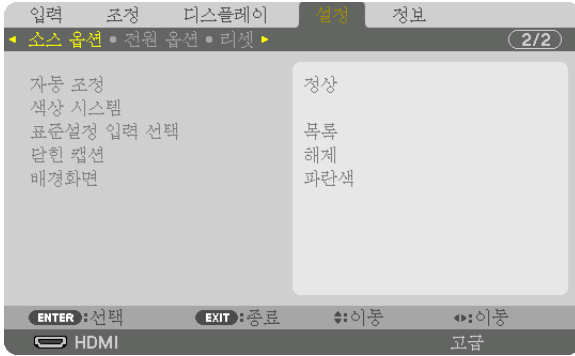 입력 조정 디스플레이 설정 정보
소스 옵션 • 전원 옵션 • 리셋 2/2
자동 조정 정상
색상 시스템
표준설정 입력 선택 목록
닫힌 캡션 해제
배경화면 파란색
ENTER:선택 EXIT:종료 :이동 :이동
HDMI 고급